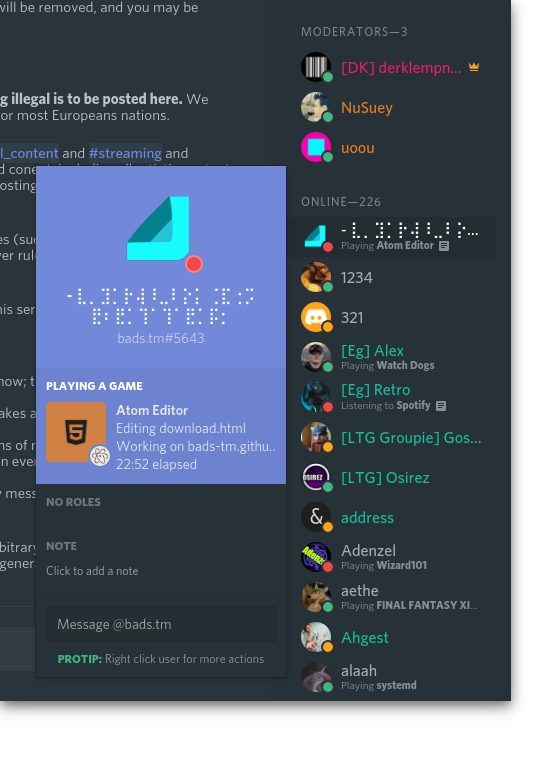 will be removed, and you may be
g illegal is to be posted here. We
or most Europeans nations.
l_content and #streaming and
MODERATORS—3
[DK] derklempn...
NuSuey
uoou
ONLINE—226
Playing Atom Editor
1234
321
[Eg] Alex
Playing Watch Dogs
[Eg] Retro
Listening to Spotify
[LTG Groupie] Gos...
[LTG] Osirez
address
Adenzel
Playing Wizard101
aethe
Playing FINAL FANTASY XI...
Ahgest
alaah
Playing systemd
bads.tm#5643
PLAYING A GAME
Atom Editor
Editing download.html
Working on bads-tm.githu..
22:52 elapsed
NO ROLES
NOTE
Click to add a note
Message @bads.tm
PROTIP: Right click user for more actions